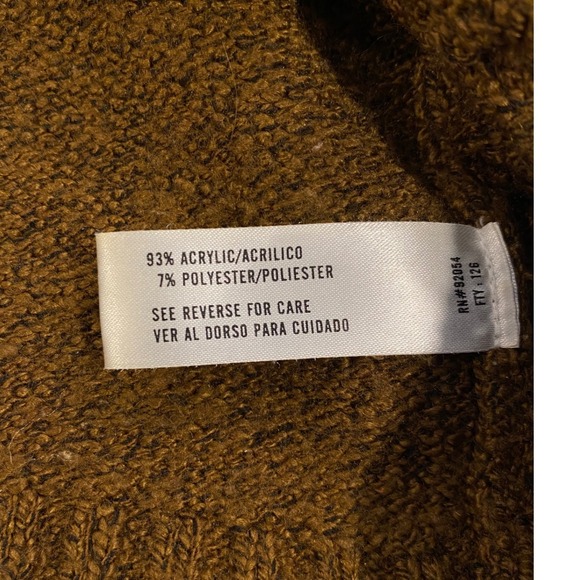 93% ACRYLIC/ACRILICO
7% POLYESTER/POLIESTER
SEE REVERSE FOR CARE
VER AL DORSO PARA CUIDADO
RN#92054
FTY: 126